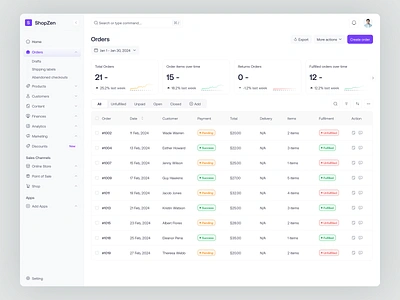 ShopZen
Search or type command...
Home
Orders
Drafts
Shipping labels
Abandoned checkouts
Products
Customers
Content
Finances
Analytics
Marketing
Discounts
New
Sales Channels
Online Store
Point of Sale
Shop
Apps
Add Apps
Setting
Orders
Export
More actions
Create order
Jan 1 - Jan 30, 2024
Total Orders
21 -
25.2% last week
Order items over time
15 -
18.2% last week
Returns Orders
0 -
-1.2% last week
Fulfilled orders over time
12 -
12.2% last week
All Unfulfilled Unpaid Open Closed Add
Order Date Customer Payment Total Delivery Items Fulfillment Action
#1002 11 Feb, 2024 Wade Warren Pending $20.00 N/A 2 items Unfulfilled
#1004 13 Feb, 2024 Esther Howard Success $22.00 N/A 3 items Fulfilled
#1007 15 Feb, 2024 Jenny Wilson Pending $25.00 N/A 1 items Unfulfilled
#1009 17 Feb, 2024 Guy Hawkins Success $27.00 N/A 5 items Fulfilled
#1011 19 Feb, 2024 Jacob Jones Pending $32.00 N/A 4 items Unfulfilled
#1013 21 Feb, 2024 Kristin Watson Success $25.00 N/A 3 items Fulfilled
#1015 23 Feb, 2024 Albert Flores Pending $28.00 N/A 2 items Unfulfilled
#1018 25 Feb, 2024 Eleanor Pena Success $35.00 N/A 1 items Fulfilled
#1019 27 Feb, 2024 Theresa Webb Pending $20.00 N/A 2 items Unfulfilled